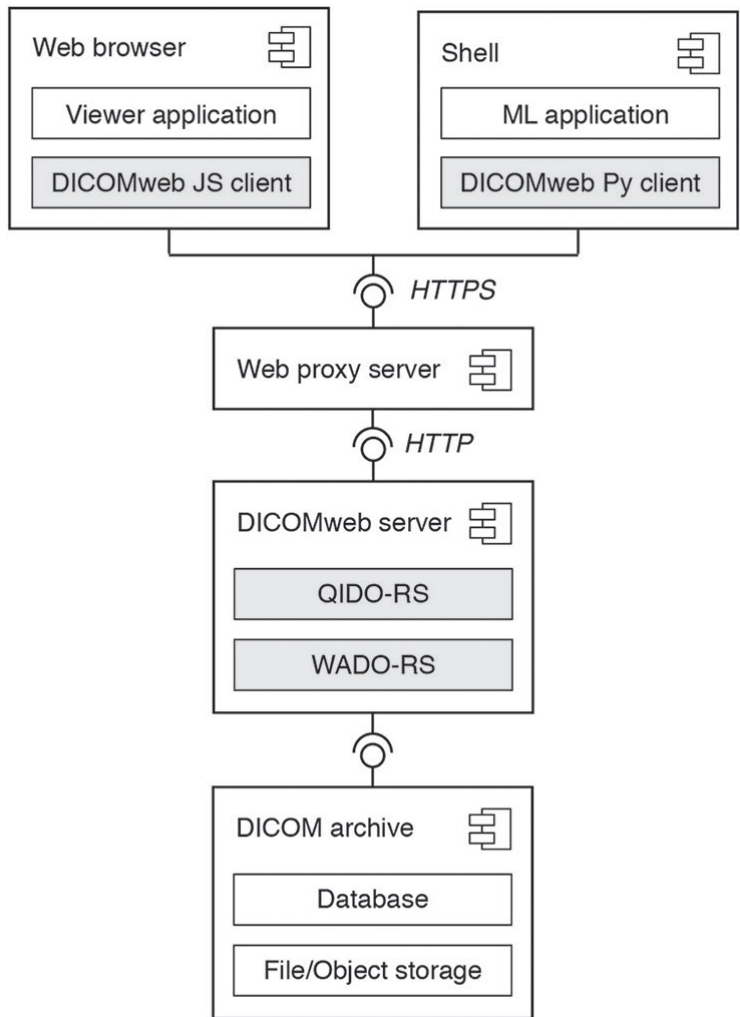 Web browser
Viewer application
DICOMweb JS client
Shell
ML application
DICOMweb Py client
HTTPS
Web proxy server
HTTP
DICOMweb server
QIDO-RS
WADO-RS
DICOM archive
Database
File/Object storage